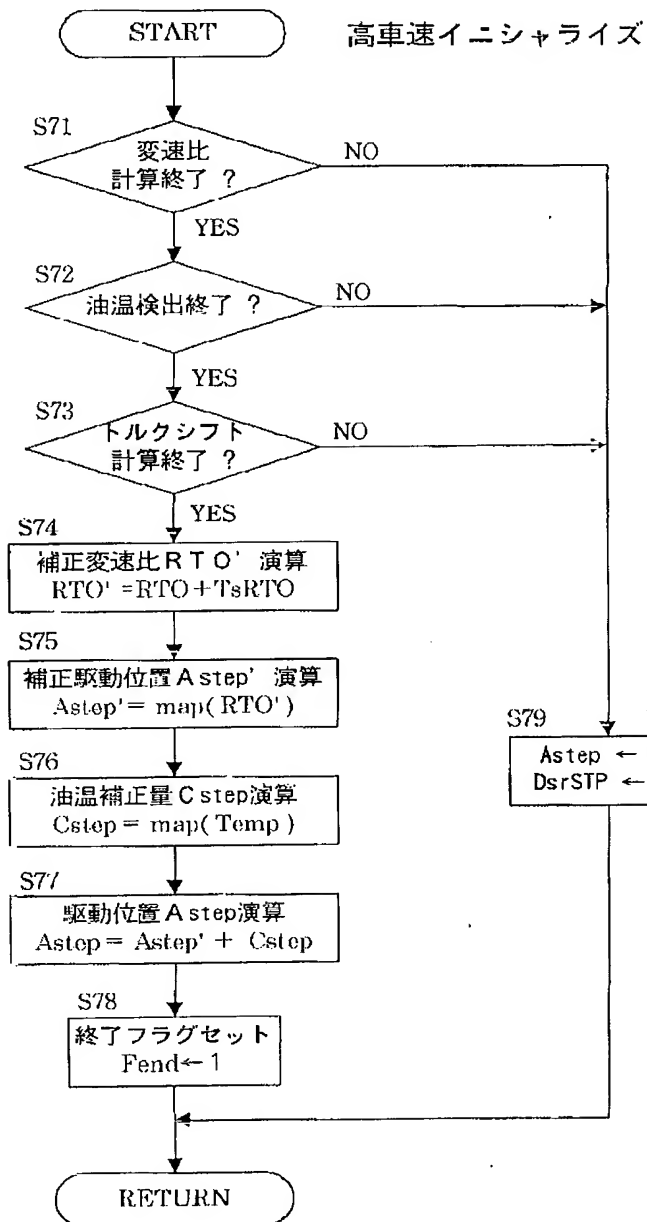 START
高車速イニシャライズ
S71
変速比
計算終了 ?
NO
YES
S72
油温検出終了 ?
NO
YES
S73
トルクシフト
計算終了 ?
NO
YES
S74
補正変速比RTO' 演算
RTO' =RTO+TsRTO
S75
補正駆動位置Astep' 演算
Astep'= map(RTO')
S76
油温補正量Cstep演算
Cstep = map(Temp)
S77
駆動位置Astep演算
Astep = Astep' + Cstep
S78
終了フラグセット
Fend←1
S79
Astep ←
DsrSTP ←
RETURN